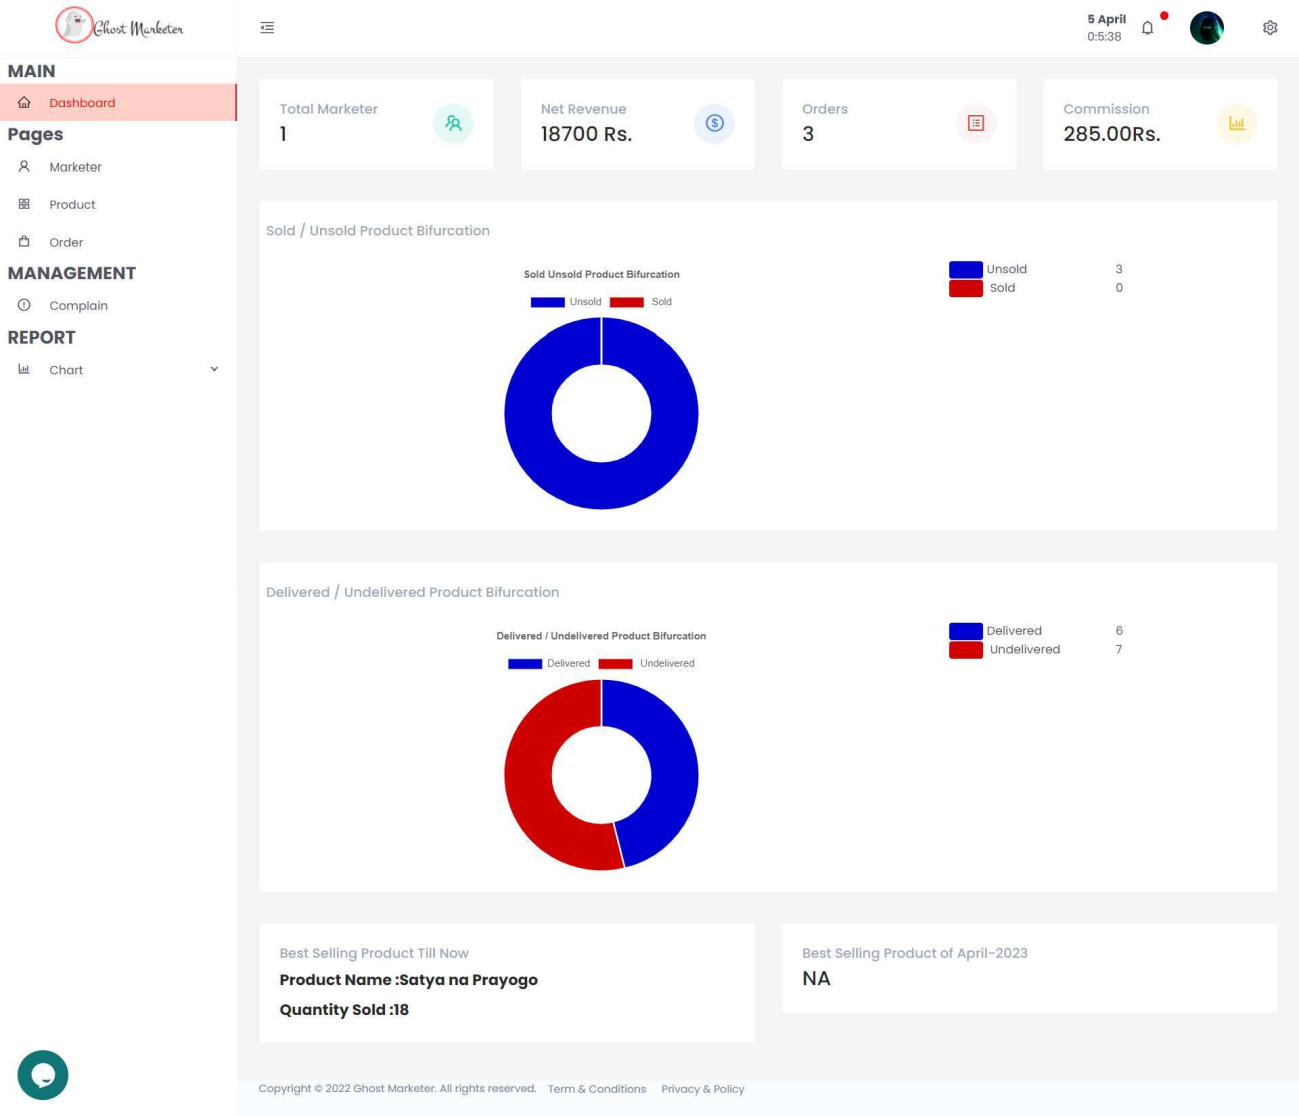 Ghost Marketer
5 April
0:5:38
MAIN
Dashboard
Pages
Marketer
Product
Order
MANAGEMENT
Complain
REPORT
Chart
Total Marketer
1
Net Revenue
18700 Rs.
Orders
3
Commission
285.00Rs.
Sold / Unsold Product Bifurcation
Sold Unsold Product Bifurcation
Unsold Sold
Unsold 3
Sold 0
Delivered / Undelivered Product Bifurcation
Delivered / Undelivered Product Bifurcation
Delivered Undelivered
Delivered 6
Undelivered 7
Best Selling Product Till Now
Product Name :Satya na Prayogo
Quantity Sold :18
Best Selling Product of April-2023
NA
Copyright © 2022 Ghost Marketer. All rights reserved. Term & Conditions Privacy & Policy